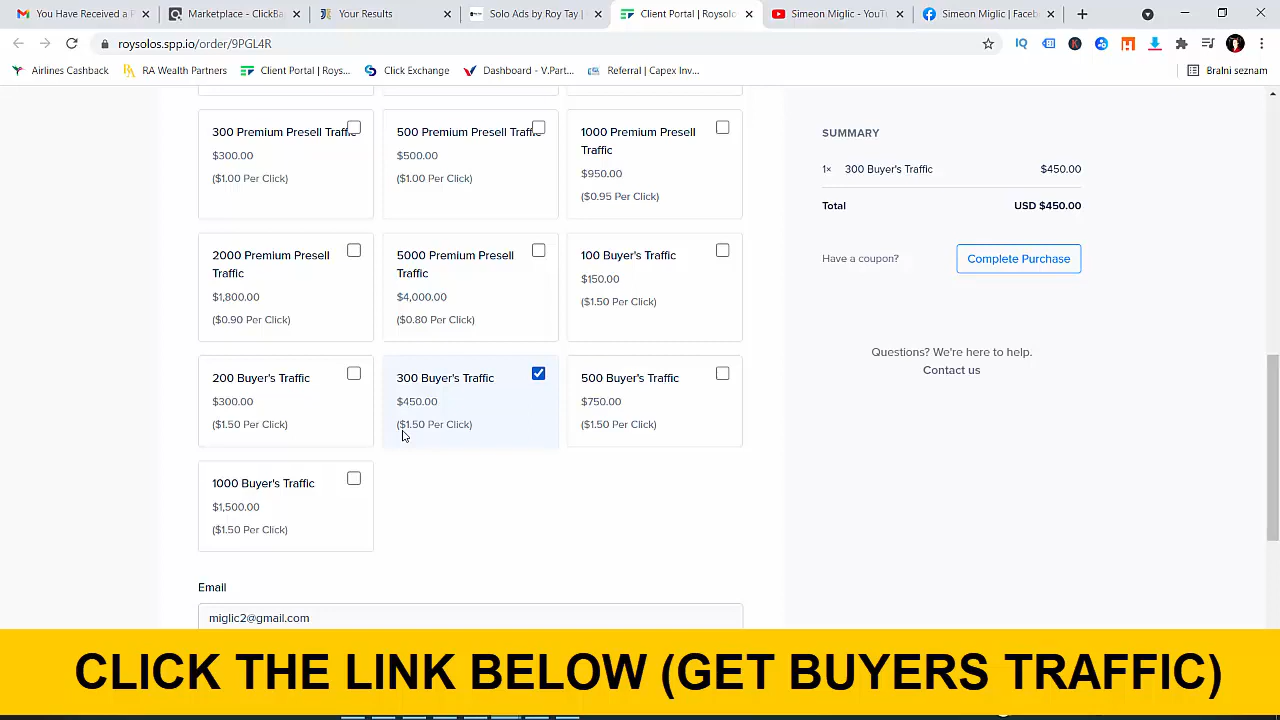 You Have Received a P
Marketplace - ClickBa
Your Results
Solo Ads by Roy Tay |
Client Portal | Roysolo
Simeon Miglic - YouTu
Simeon Miglic | Faceb
roysolos.spp.io/order/9PGL4R
Airlines Cashback
RA Wealth Partners
Client Portal | Roys...
Click Exchange
Dashboard - V.Part...
Referral | Capex Inv...
Bralni seznam
300 Premium Presell Traffic
$300.00
($1.00 Per Click)
500 Premium Presell Traffic
$500.00
($1.00 Per Click)
1000 Premium Presell
Traffic
$950.00
($0.95 Per Click)
2000 Premium Presell
Traffic
$1,800.00
($0.90 Per Click)
5000 Premium Presell
Traffic
$4,000.00
($0.80 Per Click)
100 Buyer's Traffic
$150.00
($1.50 Per Click)
200 Buyer's Traffic
$300.00
($1.50 Per Click)
300 Buyer's Traffic
$450.00
($1.50 Per Click)
500 Buyer's Traffic
$750.00
($1.50 Per Click)
1000 Buyer's Traffic
$1,500.00
($1.50 Per Click)
Email
miglic2@gmail.com
SUMMARY
1× 300 Buyer's Traffic $450.00
Total USD $450.00
Have a coupon? Complete Purchase
Questions? We're here to help.
Contact us
CLICK THE LINK BELOW (GET BUYERS TRAFFIC)